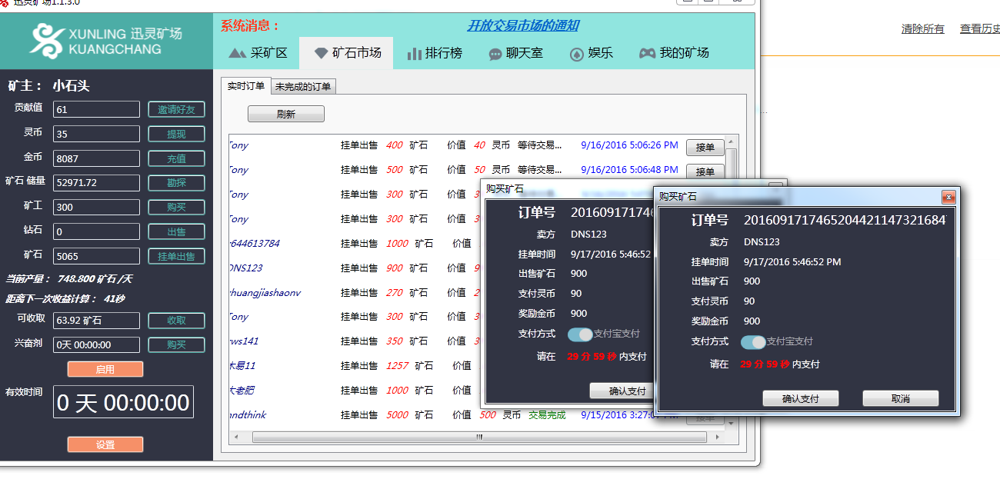 迅灵矿场1.1.3.0
XUNLING 迅灵矿场
KUANGCHANG
系统消息：
开放交易市场的通知
清除所有 查看历史
采矿区 矿石市场 排行榜 聊天室 娱乐 我的矿场
矿主： 小石头
贡献值 61 邀请好友
灵币 35 提现
金币 8087 充值
矿石 储量 52971.72 勘探
矿工 300 购买
钻石 0 出售
矿石 5065 挂单出售
当前产量： 748.800 矿石 /天
距离下一次收益计算： 41秒
可收取 63.92 矿石 收取
兴奋剂 0天 00:00:00 购买
启用
有效时间 0 天 00:00:00
设置
实时订单 未完成的订单
刷新
Tony 挂单出售 400 矿石 价值 40 灵币 等待交易... 9/16/2016 5:06:26 PM 接单
Tony 挂单出售 500 矿石 价值 50 灵币 等待交易... 9/16/2016 5:06:48 PM 接单
Tony 挂单出售 300 矿石 价值
Tony 挂单出售 300 矿石 价值
644613784 挂单出售 1000 矿石 价值
DNS123 挂单出售 900 矿石 价值 9
huangjiashaonv 挂单出售 270 矿石 价值 2
Tony 挂单出售 300 矿石 价值 3
ws141 挂单出售 350 矿石 价值 3
木易11 挂单出售 1257 矿石 价值
大老肥 挂单出售 1000 矿石 价值
ndthink 挂单出售 5000 矿石 价值 500 灵币 交易完成 9/15/2016 3:27:07 PM 接单
购买矿石
订单号 2016091717465
卖方 DNS123
挂单时间 9/17/2016 5:46:52
出售矿石 900
支付灵币 90
奖励金币 900
支付方式 支付宝支付
请在 29 分 59 秒 内支付
确认支付
购买矿石
订单号 2016091717465204421147321684
卖方 DNS123
挂单时间 9/17/2016 5:46:52 PM
出售矿石 900
支付灵币 90
奖励金币 900
支付方式 支付宝支付
请在 29 分 59 秒 内支付
确认支付 取消